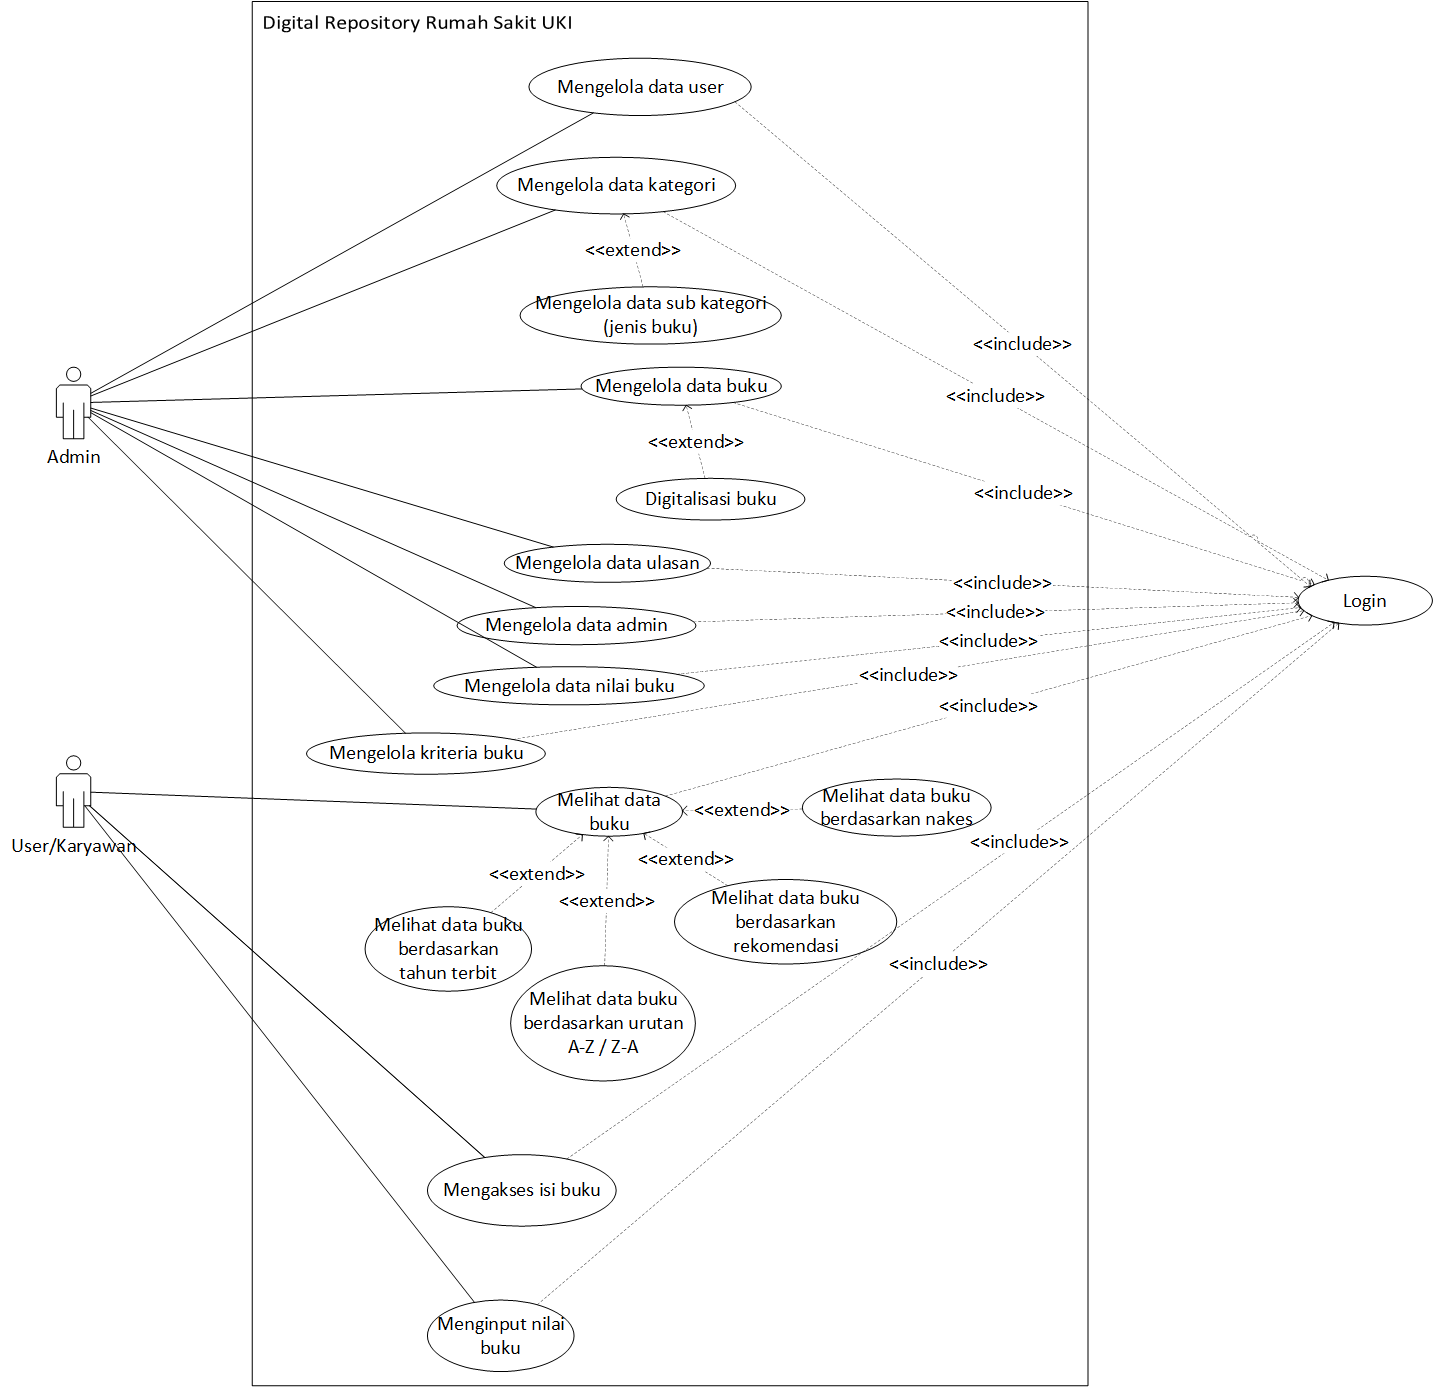 Digital Repository Rumah Sakit UKI
Mengelola data user
Mengelola data kategori
<<extend>>
Mengelola data sub kategori
(jenis buku)
<<include>>
Mengelola data buku
<<include>>
<<extend>>
Admin
<<include>>
Digitalisasi buku
Mengelola data ulasan
<<include>>
Login
<<include>>
Mengelola data admin
<<include>>
<<include>>
Mengelola data nilai buku
<<include>>
Mengelola kriteria buku
Melihat data
buku
<<extend>>
Melihat data buku
berdasarkan nakes
User/Karyawan
<<include>>
<<extend>>
<<extend>>
<<extend>>
Melihat data buku
berdasarkan
rekomendasi
Melihat data buku
berdasarkan
tahun terbit
<<include>>
Melihat data buku
berdasarkan urutan
A-Z / Z-A
Mengakses isi buku
Menginput nilai
buku